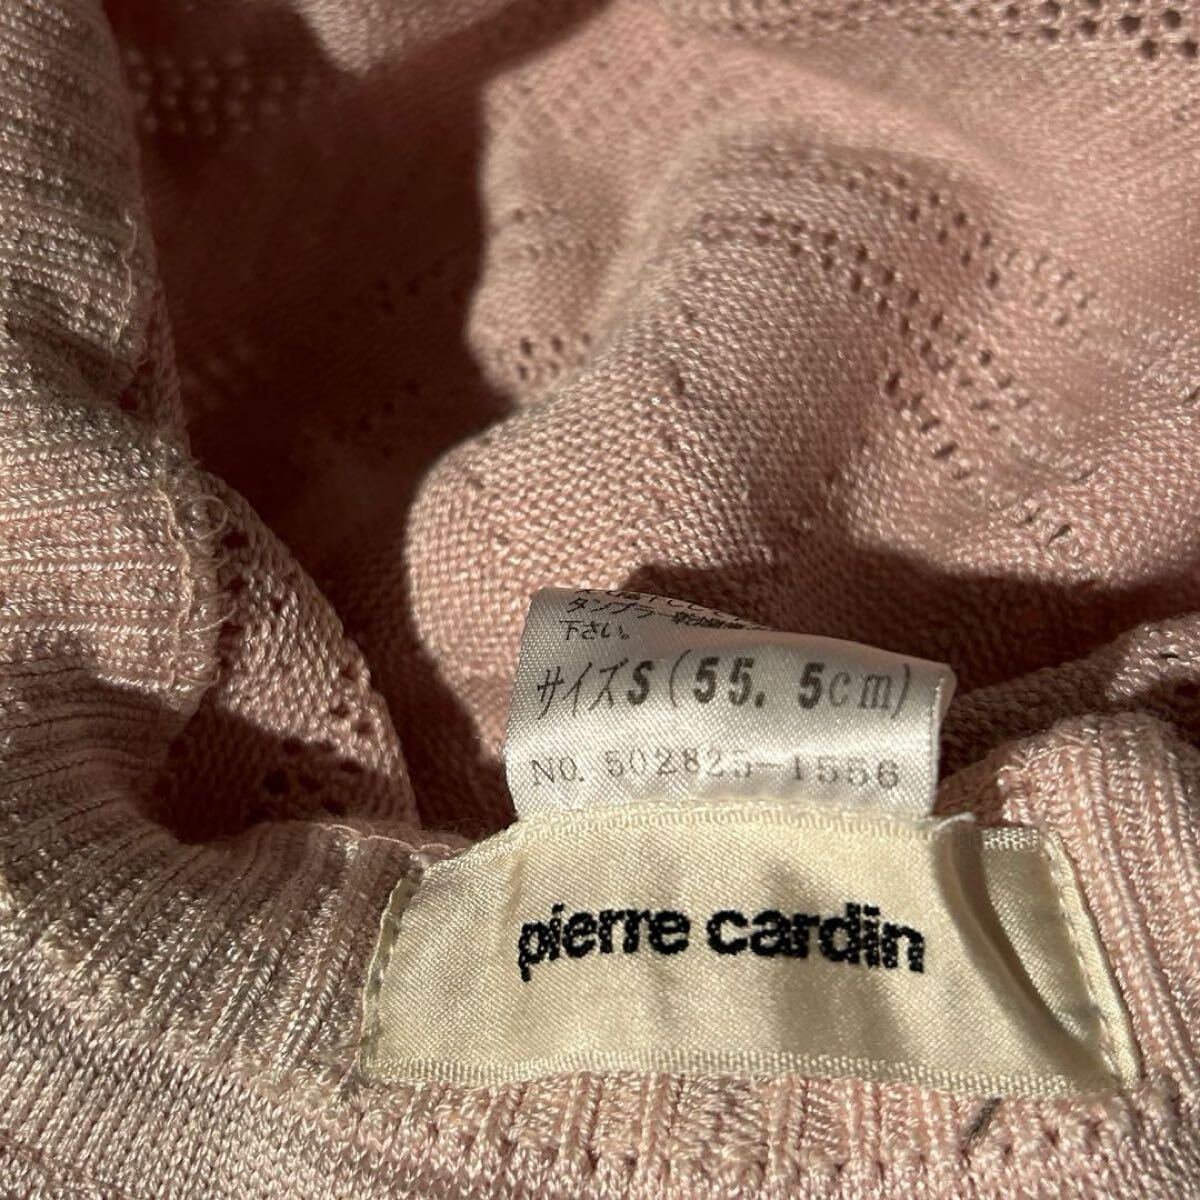 タンブラー乾燥
下さい。
サイズS(55.5cm)
NO. 502825-1556
pierre cardin